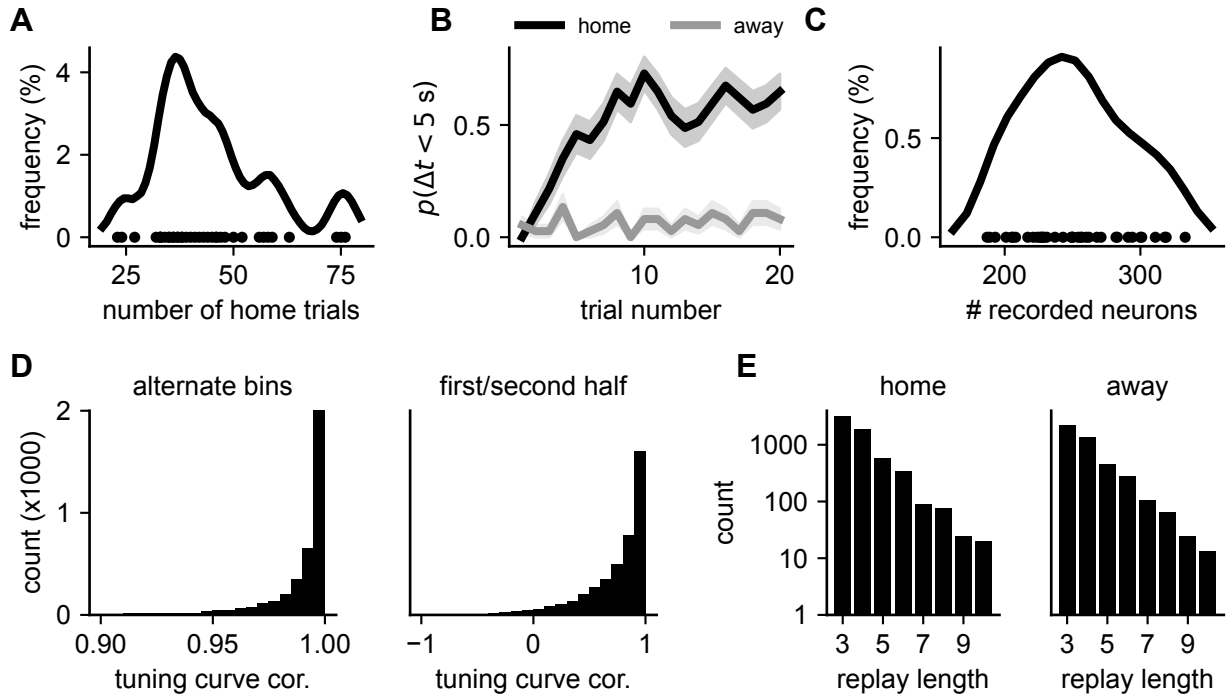 A
frequency (%)
4
2
0
25 50 75
number of home trials
B
home away
p(Δt < 5 s)
0.5
0.0
10 20
trial number
C
frequency (%)
0.5
0.0
200 300
# recorded neurons
D
alternate bins
count (x1000)
2
1
0
0.90 0.95 1.00
tuning curve cor.
first/second half
−1 0 1
tuning curve cor.
E
home
count
1000
100
10
1
3 5 7 9
replay length
away
3 5 7 9
replay length